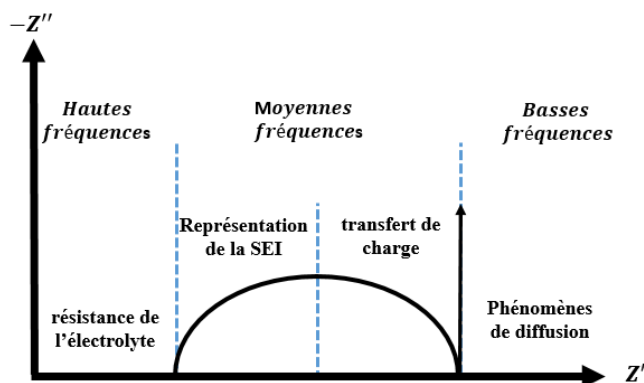 −Z''
Hautes
fréquences
Moyennes
fréquences
Basses
fréquences
Représentation
de la SEI
transfert de
charge
résistance de
l'électrolyte
Phénomènes
de diffusion
Z'